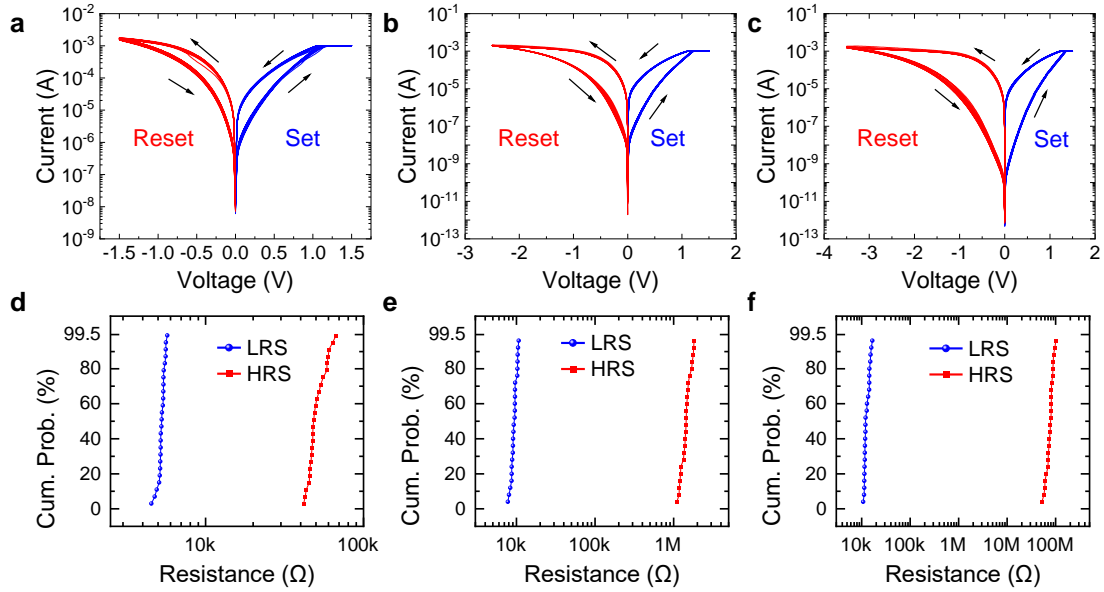 a
b
c
10⁻² 10⁻³ 10⁻⁴ 10⁻⁵ 10⁻⁶ 10⁻⁷ 10⁻⁸ 10⁻⁹
Current (A)
Reset
Set
-1.5 -1.0 -0.5 0.0 0.5 1.0 1.5
Voltage (V)
10⁻¹ 10⁻³ 10⁻⁵ 10⁻⁷ 10⁻⁹ 10⁻¹¹ 10⁻¹³
Current (A)
Reset
Set
-3 -2 -1 0 1 2
Voltage (V)
10⁻¹ 10⁻³ 10⁻⁵ 10⁻⁷ 10⁻⁹ 10⁻¹¹ 10⁻¹³
Current (A)
Reset
Set
-4 -3 -2 -1 0 1 2
Voltage (V)
d
e
f
99.5 80 60 40 20 0
Cum. Prob. (%)
LRS
HRS
10k 100k
Resistance (Ω)
99.5 80 60 40 20 0
Cum. Prob. (%)
LRS
HRS
10k 100k 1M
Resistance (Ω)
99.5 80 60 40 20 0
Cum. Prob. (%)
LRS
HRS
10k 100k 1M 10M 100M
Resistance (Ω)